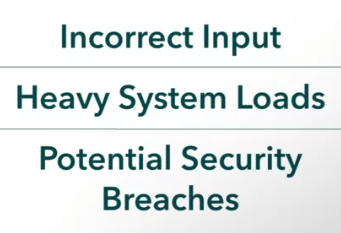 Incorrect Input
Heavy System Loads
Potential Security
Breaches